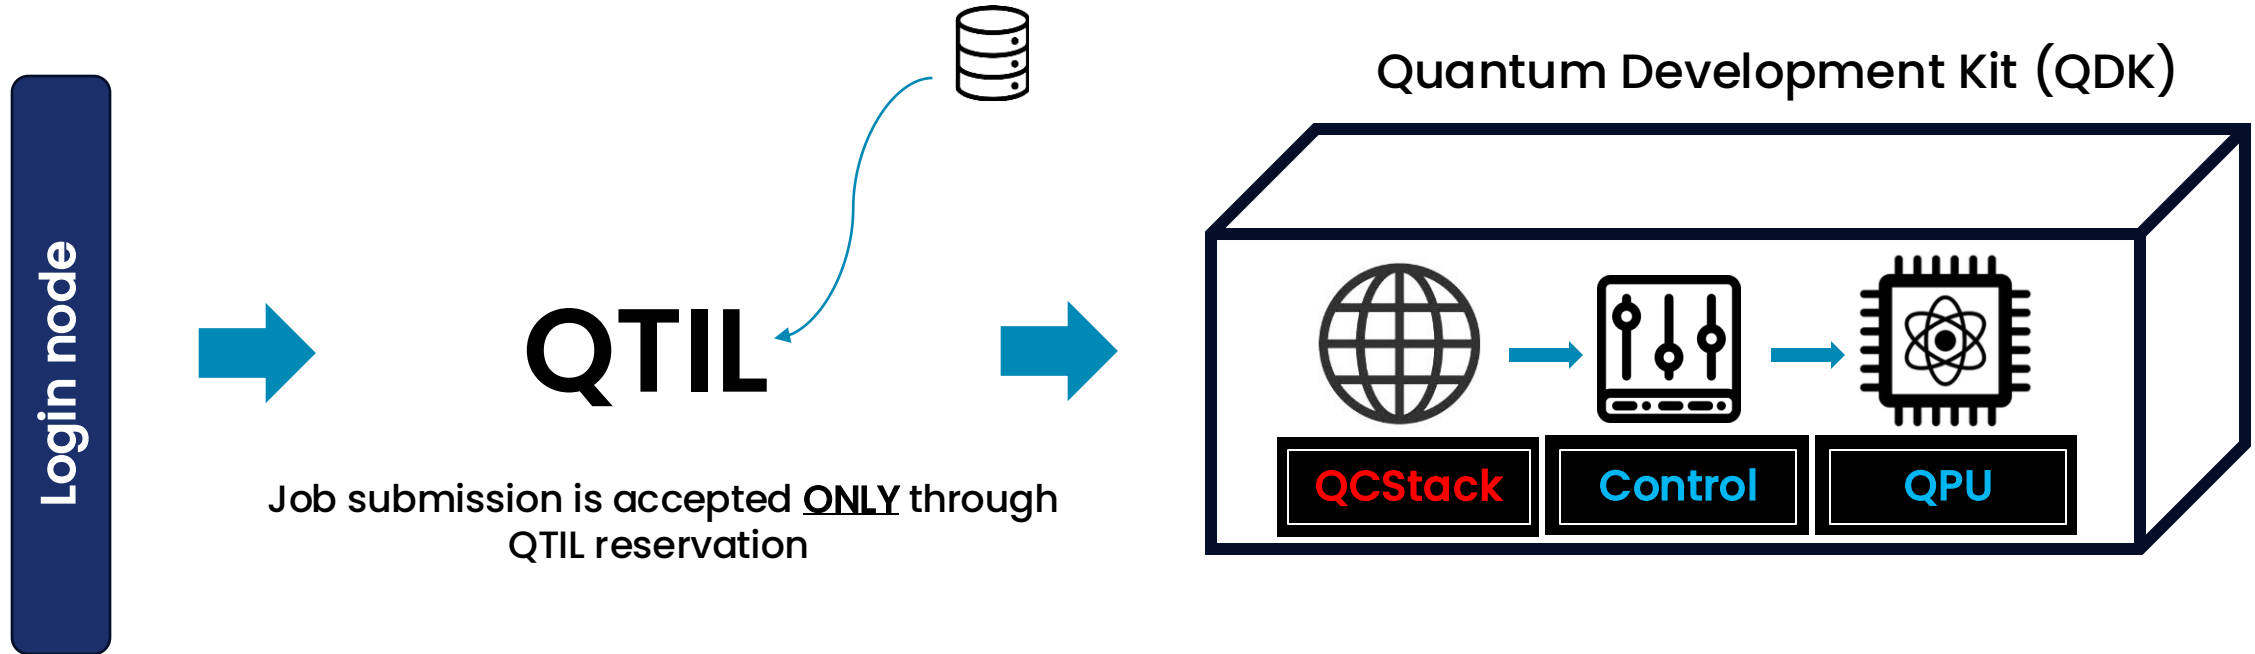 Login node
QTIL
Job submission is accepted ONLY through
QTIL reservation
Quantum Development Kit (QDK)
QCStack
Control
QPU